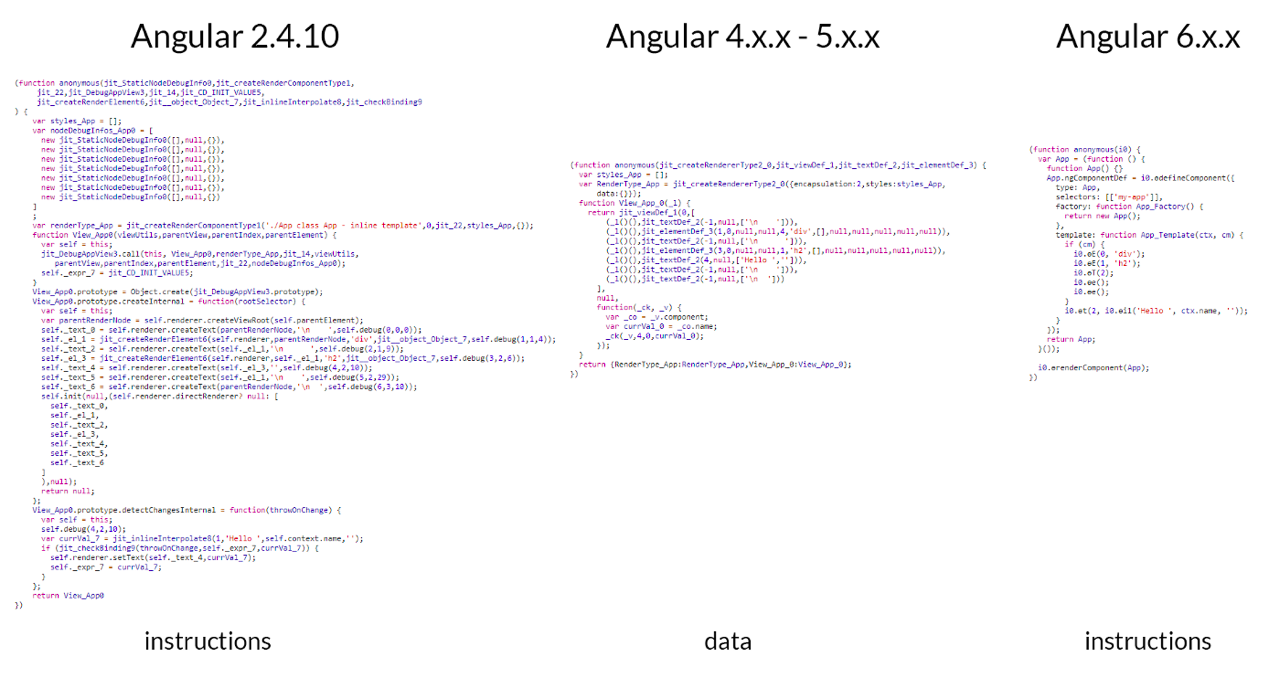 Angular 2.4.10
(function anonymous(jit_StaticNodeDebugInfo0,jit_createRenderComponentType1,
jit_22,jit_DebugAppView3,jit_14,jit_CD_INIT_VALUE5,
jit_createRenderElement6,jit__object_Object_7,jit_inlineInterpolate8,jit_checkBinding9
) {
var styles_App = [];
var nodeDebugInfos_App0 = [
new jit_StaticNodeDebugInfo0([],null,{}),
new jit_StaticNodeDebugInfo0([],null,{}),
new jit_StaticNodeDebugInfo0([],null,{}),
new jit_StaticNodeDebugInfo0([],null,{}),
new jit_StaticNodeDebugInfo0([],null,{}),
new jit_StaticNodeDebugInfo0([],null,{}),
new jit_StaticNodeDebugInfo0([],null,{})
]
;
var renderType_App = jit_createRenderComponentType1('./App class App - inline template',0,jit_22,styles_App,{});
function View_App0(viewUtils,parentView,parentIndex,parentElement) {
var self = this;
jit_DebugAppView3.call(this, View_App0,renderType_App,jit_14,viewUtils,
parentView,parentIndex,parentElement,jit_22,nodeDebugInfos_App0);
self._expr_7 = jit_CD_INIT_VALUE5;
}
View_App0.prototype = Object.create(jit_DebugAppView3.prototype);
View_App0.prototype.createInternal = function(rootSelector) {
var self = this;
var parentRenderNode = self.renderer.createViewRoot(self.parentElement);
self._text_0 = self.renderer.createText(parentRenderNode,'\n    ',self.debug(0,0,0));
self._el_1 = jit_createRenderElement6(self.renderer,parentRenderNode,'div',jit__object_Object_7,self.debug(1,1,4));
self._text_2 = self.renderer.createText(self._el_1,'\n      ',self.debug(2,1,9));
self._el_3 = jit_createRenderElement6(self.renderer,self._el_1,'h2',jit__object_Object_7,self.debug(3,2,6));
self._text_4 = self.renderer.createText(self._el_3,'',self.debug(4,2,10));
self._text_5 = self.renderer.createText(self._el_1,'\n    ',self.debug(5,2,29));
self._text_6 = self.renderer.createText(parentRenderNode,'\n  ',self.debug(6,3,10));
self.init(null,(self.renderer.directRenderer? null: [
self._text_0,
self._el_1,
self._text_2,
self._el_3,
self._text_4,
self._text_5,
self._text_6
]
),null);
return null;
};
View_App0.prototype.detectChangesInternal = function(throwOnChange) {
var self = this;
self.debug(4,2,10);
var currVal_7 = jit_inlineInterpolate8(1,'Hello ',self.context.name,'');
if (jit_checkBinding9(throwOnChange,self._expr_7,currVal_7)) {
self.renderer.setText(self._text_4,currVal_7);
self._expr_7 = currVal_7;
}
};
return View_App0
})
instructions
Angular 4.x.x - 5.x.x
(function anonymous(jit_createRendererType2_0,jit_viewDef_1,jit_textDef_2,jit_elementDef_3) {
var styles_App = [];
var RenderType_App = jit_createRendererType2_0({encapsulation:2,styles:styles_App,
data:{}});
function View_App_0(_l) {
return jit_viewDef_1(0,[
(_l()(),jit_textDef_2(-1,null,['\n    '])),
(_l()(),jit_elementDef_3(1,0,null,null,4,'div',[],null,null,null,null,null)),
(_l()(),jit_textDef_2(-1,null,['\n      '])),
(_l()(),jit_elementDef_3(3,0,null,null,1,'h2',[],null,null,null,null,null)),
(_l()(),jit_textDef_2(4,null,['Hello ',''])),
(_l()(),jit_textDef_2(-1,null,['\n    '])),
(_l()(),jit_textDef_2(-1,null,['\n  ']))
],
null,
function(_ck, _v) {
var _co = _v.component;
var currVal_0 = _co.name;
_ck(_v,4,0,currVal_0);
});
}
return {RenderType_App:RenderType_App,View_App_0:View_App_0};
})
data
Angular 6.x.x
(function anonymous(i0) {
var App = (function () {
function App() {}
App.ngComponentDef = i0.ɵdefineComponent({
type: App,
selectors: [['my-app']],
factory: function App_Factory() {
return new App();
},
template: function App_Template(ctx, cm) {
if (cm) {
i0.ɵE(0, 'div');
i0.ɵE(1, 'h2');
i0.ɵT(2);
i0.ɵe();
i0.ɵe();
}
i0.ɵt(2, i0.ɵi1('Hello ', ctx.name, ''));
}
});
return App;
}());
i0.ɵrenderComponent(App);
})
instructions